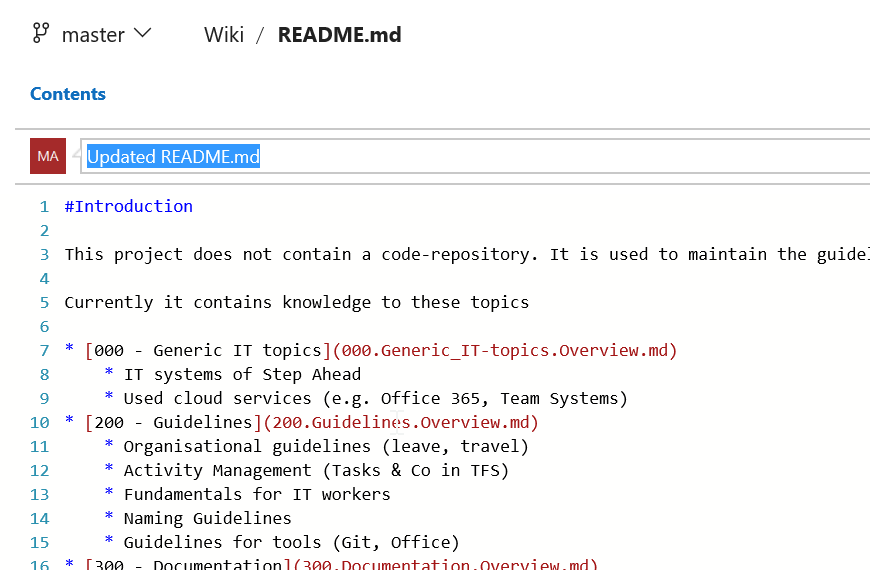 master Wiki / README.md
Contents
MA Updated README.md
1 #Introduction
2
3 This project does not contain a code-repository. It is used to maintain the
4
5 Currently it contains knowledge to these topics
6
7 * [000 - Generic IT topics](000.Generic_IT-topics.Overview.md)
8 * IT systems of Step Ahead
9 * Used cloud services (e.g. Office 365, Team Systems)
10 * [200 - Guidelines](200.Guidelines.Overview.md)
11 * Organisational guidelines (leave, travel)
12 * Activity Management (Tasks & Co in TFS)
13 * Fundamentals for IT workers
14 * Naming Guidelines
15 * Guidelines for tools (Git, Office)
16 * [300 - Documentation](300.Documentation.Overview.md)